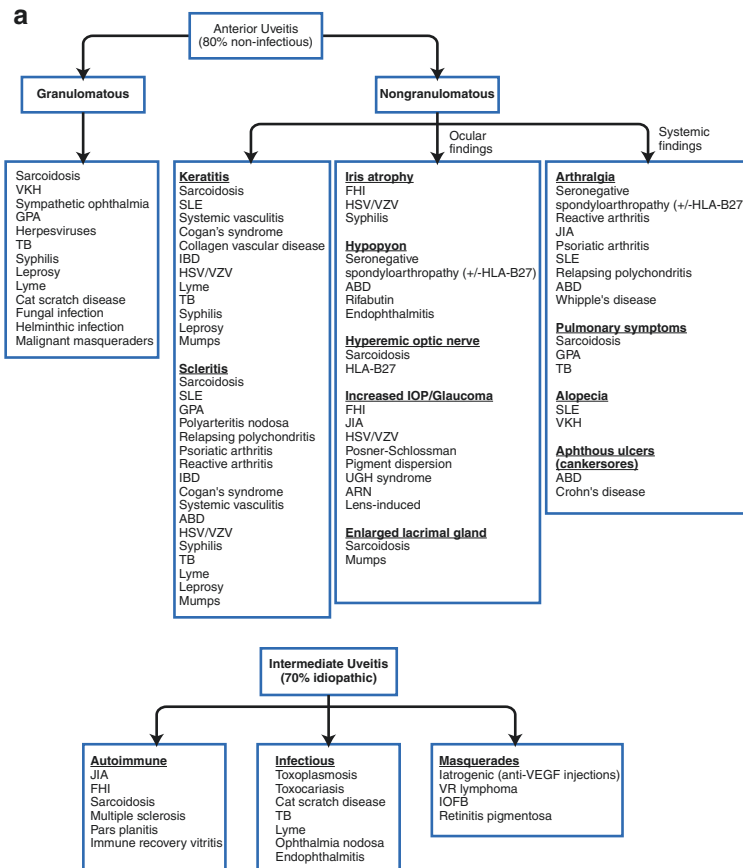 a
Anterior Uveitis
(80% non-infectious)
Granulomatous
Nongranulomatous
Ocular
findings
Systemic
findings
Sarcoidosis
VKH
Sympathetic ophthalmia
GPA
Herpesviruses
TB
Syphilis
Leprosy
Lyme
Cat scratch disease
Fungal infection
Helminthic infection
Malignant masqueraders
Keratitis
Sarcoidosis
SLE
Systemic vasculitis
Cogan's syndrome
Collagen vascular disease
IBD
HSV/VZV
Lyme
TB
Syphilis
Leprosy
Mumps
Scleritis
Sarcoidosis
SLE
GPA
Polyarteritis nodosa
Relapsing polychondritis
Psoriatic arthritis
Reactive arthritis
IBD
Cogan's syndrome
Systemic vasculitis
ABD
HSV/VZV
Syphilis
TB
Lyme
Leprosy
Mumps
Iris atrophy
FHI
HSV/VZV
Syphilis
Hypopyon
Seronegative
spondyloarthropathy (+/-HLA-B27)
ABD
Rifabutin
Endophthalmitis
Hyperemic optic nerve
Sarcoidosis
HLA-B27
Increased IOP/Glaucoma
FHI
JIA
HSV/VZV
Posner-Schlossman
Pigment dispersion
UGH syndrome
ARN
Lens-induced
Enlarged lacrimal gland
Sarcoidosis
Mumps
Arthralgia
Seronegative
spondyloarthropathy (+/-HLA-B27
Reactive arthritis
JIA
Psoriatic arthritis
SLE
Relapsing polychondritis
ABD
Whipple's disease
Pulmonary symptoms
Sarcoidosis
GPA
TB
Alopecia
SLE
VKH
Aphthous ulcers
(cankersores)
ABD
Crohn's disease
Intermediate Uveitis
(70% idiopathic)
Autoimmune
JIA
FHI
Sarcoidosis
Multiple sclerosis
Pars planitis
Immune recovery vitritis
Infectious
Toxoplasmosis
Toxocariasis
Cat scratch disease
TB
Lyme
Ophthalmia nodosa
Endophthalmitis
Masquerades
Iatrogenic (anti-VEGF injections)
VR lymphoma
IOFB
Retinitis pigmentosa